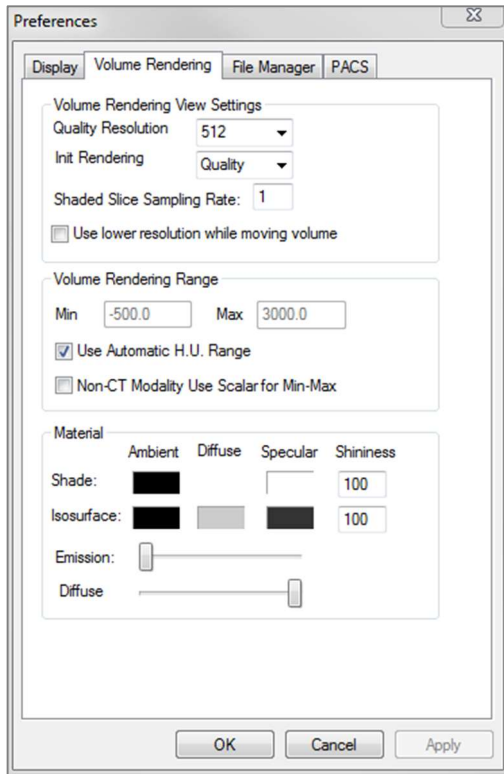 Preferences
Display Volume Rendering File Manager PACS
Volume Rendering View Settings
Quality Resolution 512
Init Rendering Quality
Shaded Slice Sampling Rate: 1
Use lower resolution while moving volume
Volume Rendering Range
Min -500.0 Max 3000.0
Use Automatic H.U. Range
Non-CT Modality Use Scalar for Min-Max
Material
Ambient Diffuse Specular Shininess
Shade: 100
Isosurface: 100
Emission:
Diffuse
OK Cancel Apply